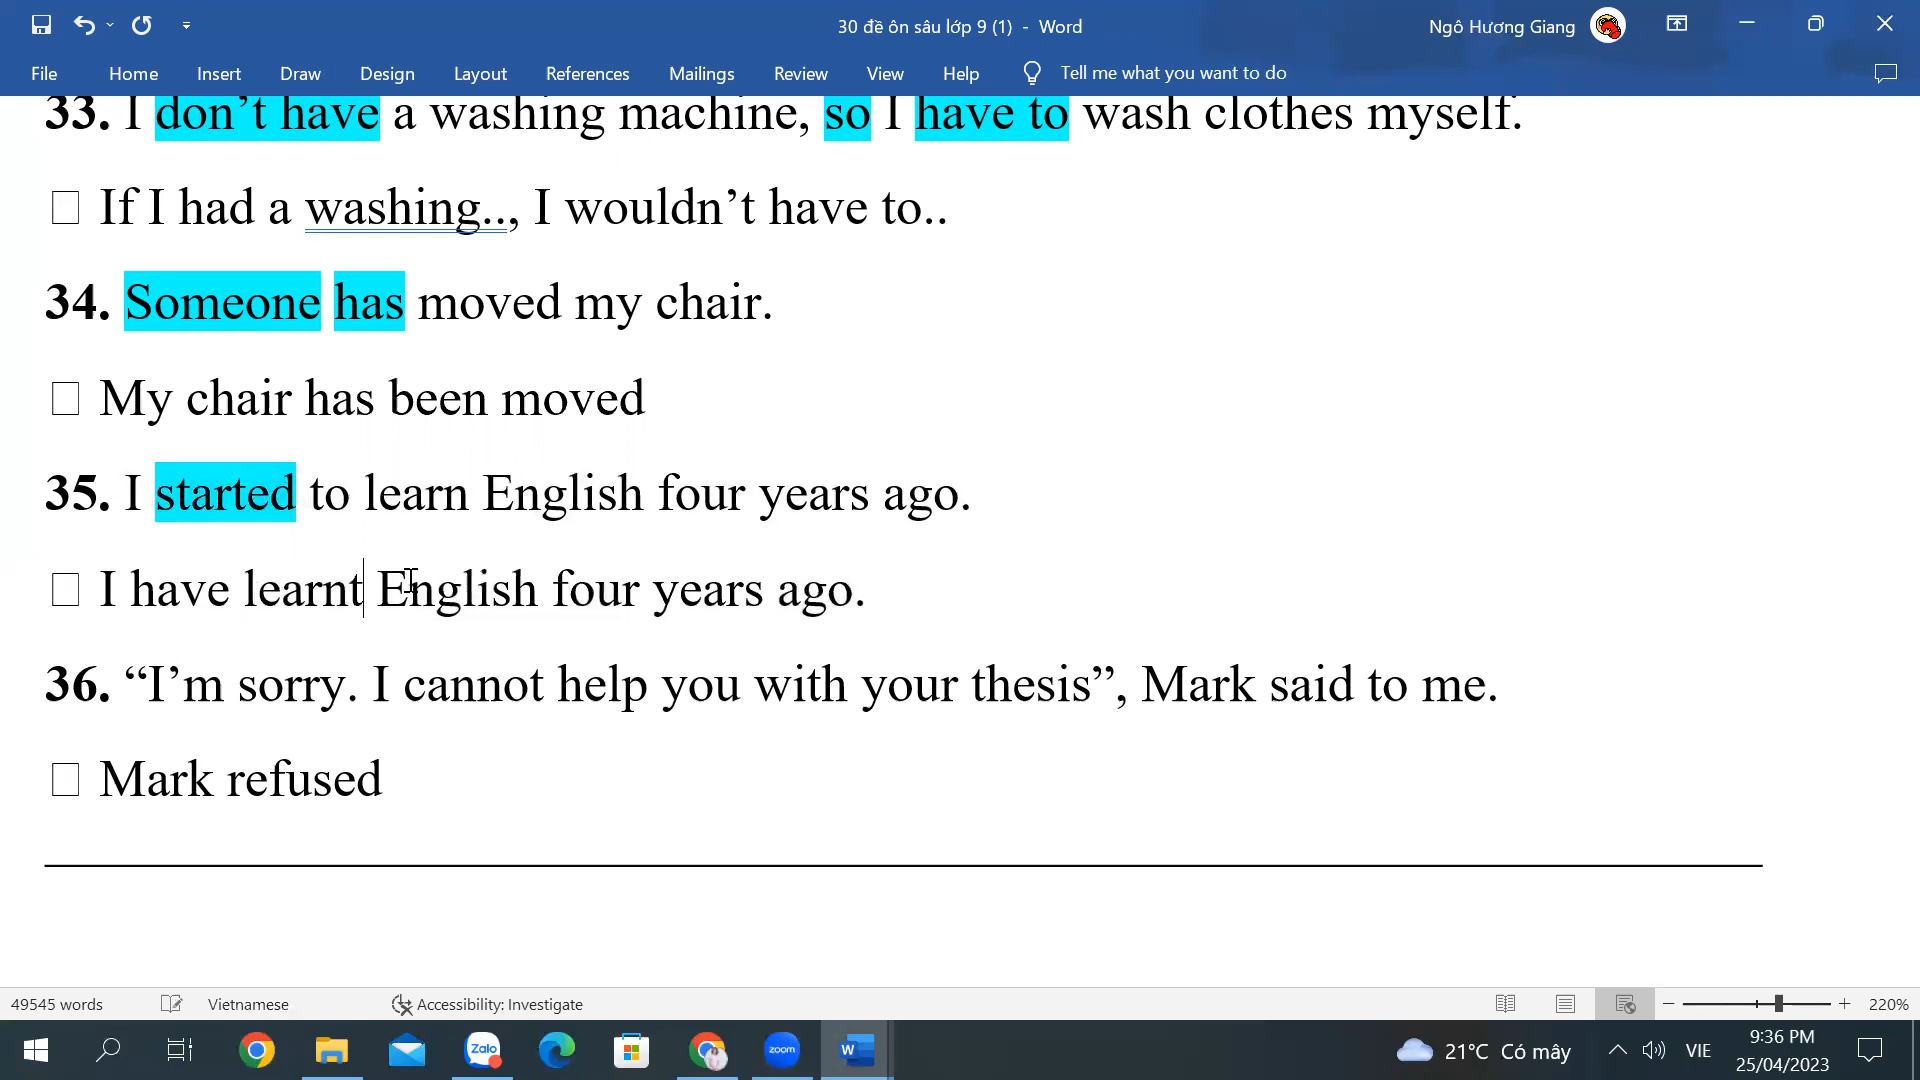 30 đề ôn sâu lớp 9 (1) - Word
Ngô Hương Giang
File Home Insert Draw Design Layout References Mailings Review View Help Tell me what you want to do
33. I don’t have a washing machine, so I have to wash clothes myself.
If I had a washing.., I wouldn’t have to..
34. Someone has moved my chair.
My chair has been moved
35. I started to learn English four years ago.
I have learnt English four years ago.
36. “I’m sorry. I cannot help you with your thesis”, Mark said to me.
Mark refused
49545 words Vietnamese Accessibility: Investigate 220%
Zalo zoom W 21°C Có mây VIE 9:36 PM
25/04/2023